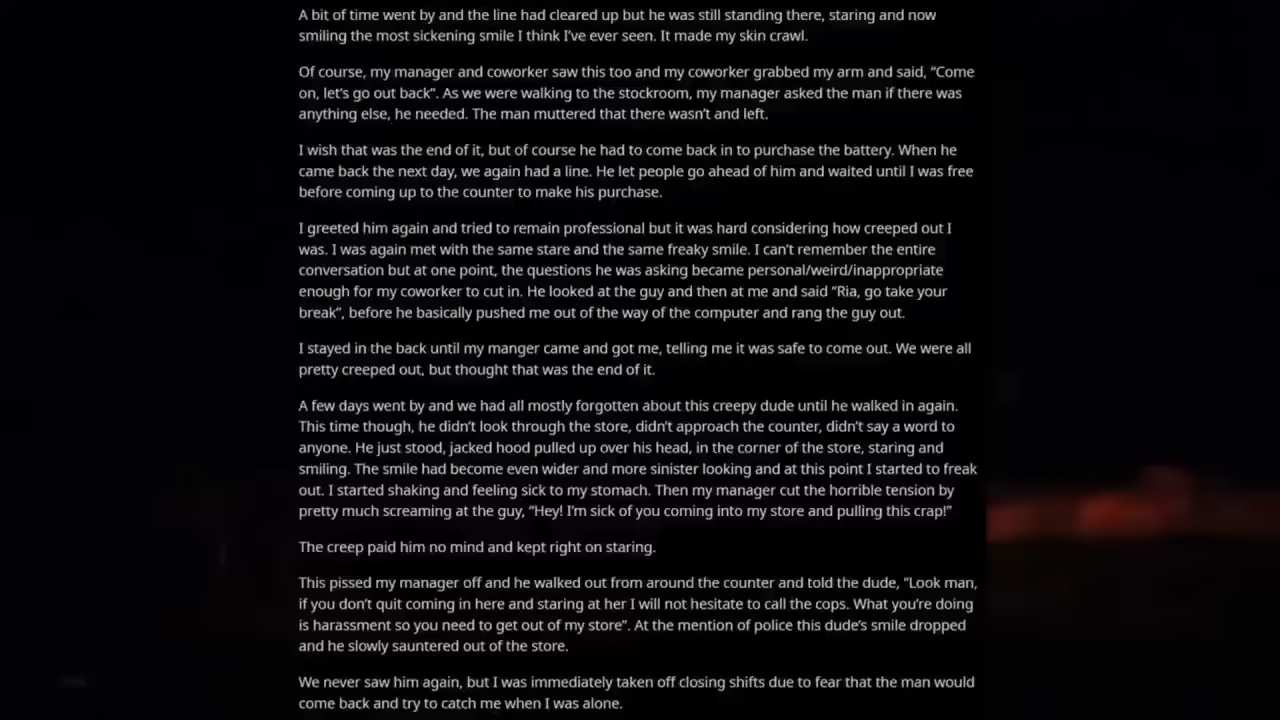 A bit of time went by and the line had cleared up but he was still standing there, staring and now
smiling the most sickening smile I think I’ve ever seen. It made my skin crawl.
Of course, my manager and coworker saw this too and my coworker grabbed my arm and said, “Come
on, let’s go out back”. As we were walking to the stockroom, my manager asked the man if there was
anything else, he needed. The man muttered that there wasn’t and left.
I wish that was the end of it, but of course he had to come back in to purchase the battery. When he
came back the next day, we again had a line. He let people go ahead of him and waited until I was free
before coming up to the counter to make his purchase.
I greeted him again and tried to remain professional but it was hard considering how creeped out I
was. I was again met with the same stare and the same freaky smile. I can’t remember the entire
conversation but at one point, the questions he was asking became personal/weird/inappropriate
enough for my coworker to cut in. He looked at the guy and then at me and said “Ria, go take your
break”, before he basically pushed me out of the way of the computer and rang the guy out.
I stayed in the back until my manger came and got me, telling me it was safe to come out. We were all
pretty creeped out, but thought that was the end of it.
A few days went by and we had all mostly forgotten about this creepy dude until he walked in again.
This time though, he didn’t look through the store, didn’t approach the counter, didn’t say a word to
anyone. He just stood, jacked hood pulled up over his head, in the corner of the store, staring and
smiling. The smile had become even wider and more sinister looking and at this point I started to freak
out. I started shaking and feeling sick to my stomach. Then my manager cut the horrible tension by
pretty much screaming at the guy, “Hey! I’m sick of you coming into my store and pulling this crap!”
The creep paid him no mind and kept right on staring.
This pissed my manager off and he walked out from around the counter and told the dude, “Look man,
if you don’t quit coming in here and staring at her I will not hesitate to call the cops. What you’re doing
is harassment so you need to get out of my store”. At the mention of police this dude’s smile dropped
and he slowly sauntered out of the store.
We never saw him again, but I was immediately taken off closing shifts due to fear that the man would
come back and try to catch me when I was alone.